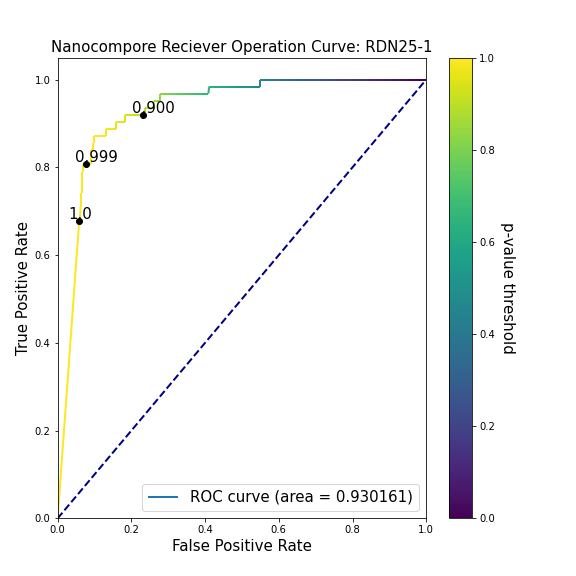 Nanocompore Reciever Operation Curve: RDN25-1
1.0
0.8
0.6
0.4
0.2
0.0
True Positive Rate
0.900
0.999
1.0
ROC curve (area = 0.930161)
0.0 0.2 0.4 0.6 0.8 1.0
False Positive Rate
1.0
0.8
0.6
0.4
0.2
0.0
p-value threshold